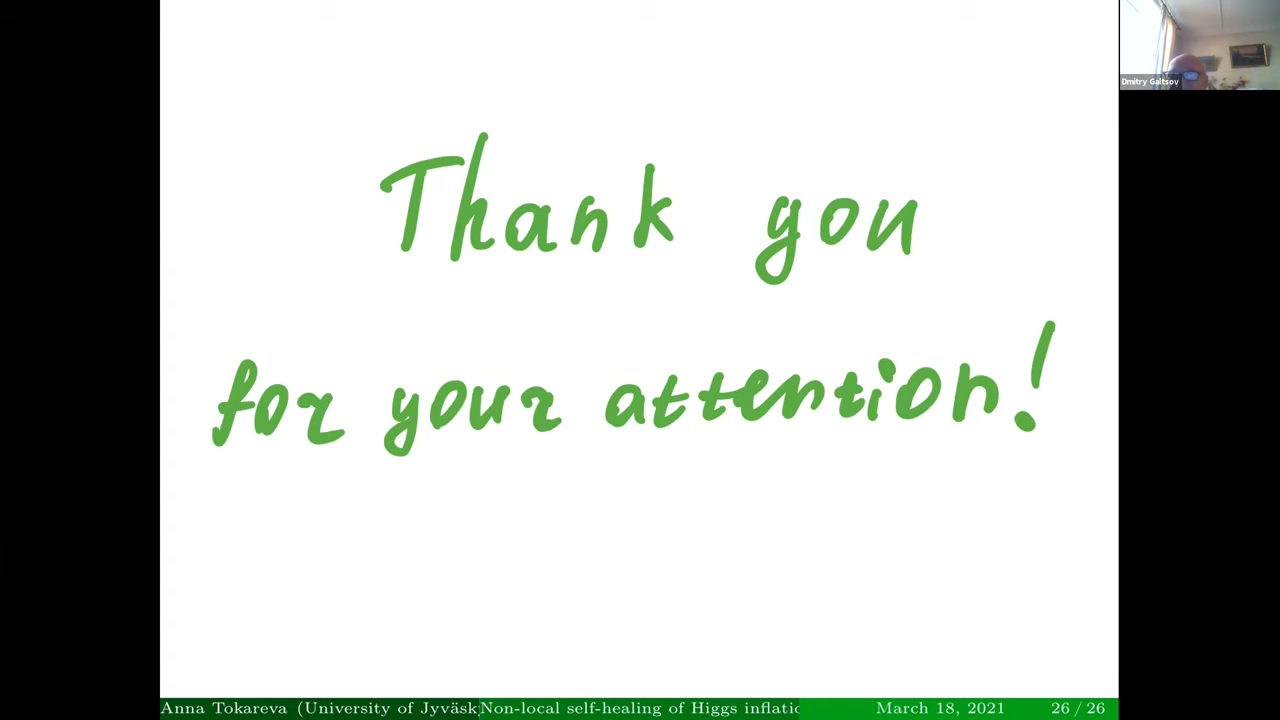 Dmitry Galtsov
Thank you
for your attention!
Anna Tokareva (University of Jyväsk Non-local self-healing of Higgs inflatio March 18, 2021 26 / 26